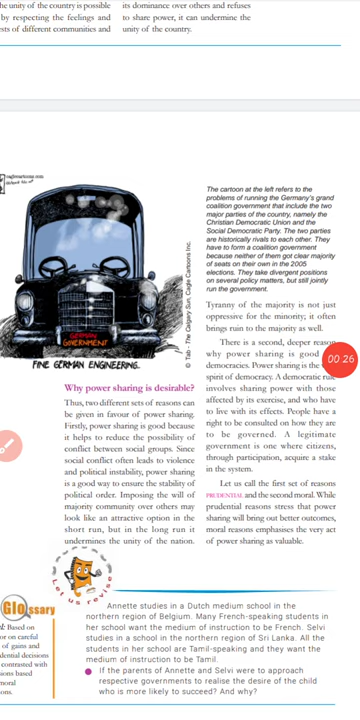 he unity of the country is possible
by respecting the feelings and
sts of different communities and
its dominance over others and refuses
to share power, it can undermine the
unity of the country.
caglecartoons.com
GERMAN
GOVERNMENT
FINE GERMAN ENGINEERING.
© Tab - The Calgary Sun, Cagle Cartoons Inc.
The cartoon at the left refers to the
problems of running the Germany's grand
coalition government that include the two
major parties of the country, namely the
Christian Democratic Union and the
Social Democratic Party. The two parties
are historically rivals to each other. They
have to form a coalition government
because neither of them got clear majority
of seats on their own in the 2005
elections. They take divergent positions
on several policy matters, but still jointly
run the government.
Why power sharing is desirable?
Thus, two different sets of reasons can
be given in favour of power sharing.
Firstly, power sharing is good because
it helps to reduce the possibility of
conflict between social groups. Since
social conflict often leads to violence
and political instability, power sharing
is a good way to ensure the stability of
political order. Imposing the will of
majority community over others may
look like an attractive option in the
short run, but in the long run it
undermines the unity of the nation.
Tyranny of the majority is not just
oppressive for the minority; it often
brings ruin to the majority as well.
There is a second, deeper reason
why power sharing is good
democracies. Power sharing is the
spirit of democracy. A democratic rule
involves sharing power with those
affected by its exercise, and who have
to live with its effects. People have a
right to be consulted on how they are
to be governed. A legitimate
government is one where citizens,
through participation, acquire a stake
in the system.
Let us call the first set of reasons
PRUDENTIAL and the second moral. While
prudential reasons stress that power
sharing will bring out better outcomes,
moral reasons emphasises the very act
of power sharing as valuable.
00:26
Let us revise
Glossary
Based on
or on careful
of gains and
dential decisions
contrasted with
sions based
moral
ons.
Annette studies in a Dutch medium school in the
northern region of Belgium. Many French-speaking students in
her school want the medium of instruction to be French. Selvi
studies in a school in the northern region of Sri Lanka. All the
students in her school are Tamil-speaking and they want the
medium of instruction to be Tamil.
If the parents of Annette and Selvi were to approach
respective governments to realise the desire of the child
who is more likely to succeed? And why?